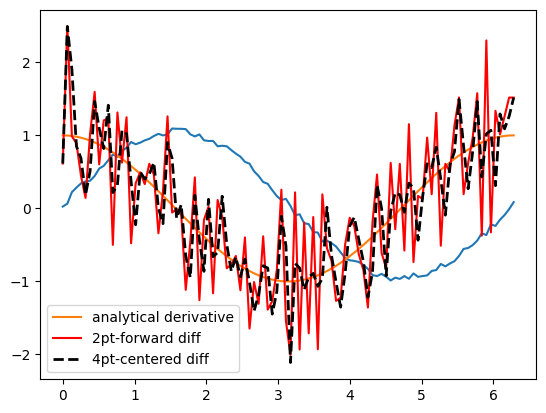 2
1
0
−1
−2
analytical derivative
2pt-forward diff
4pt-centered diff
0 1 2 3 4 5 6